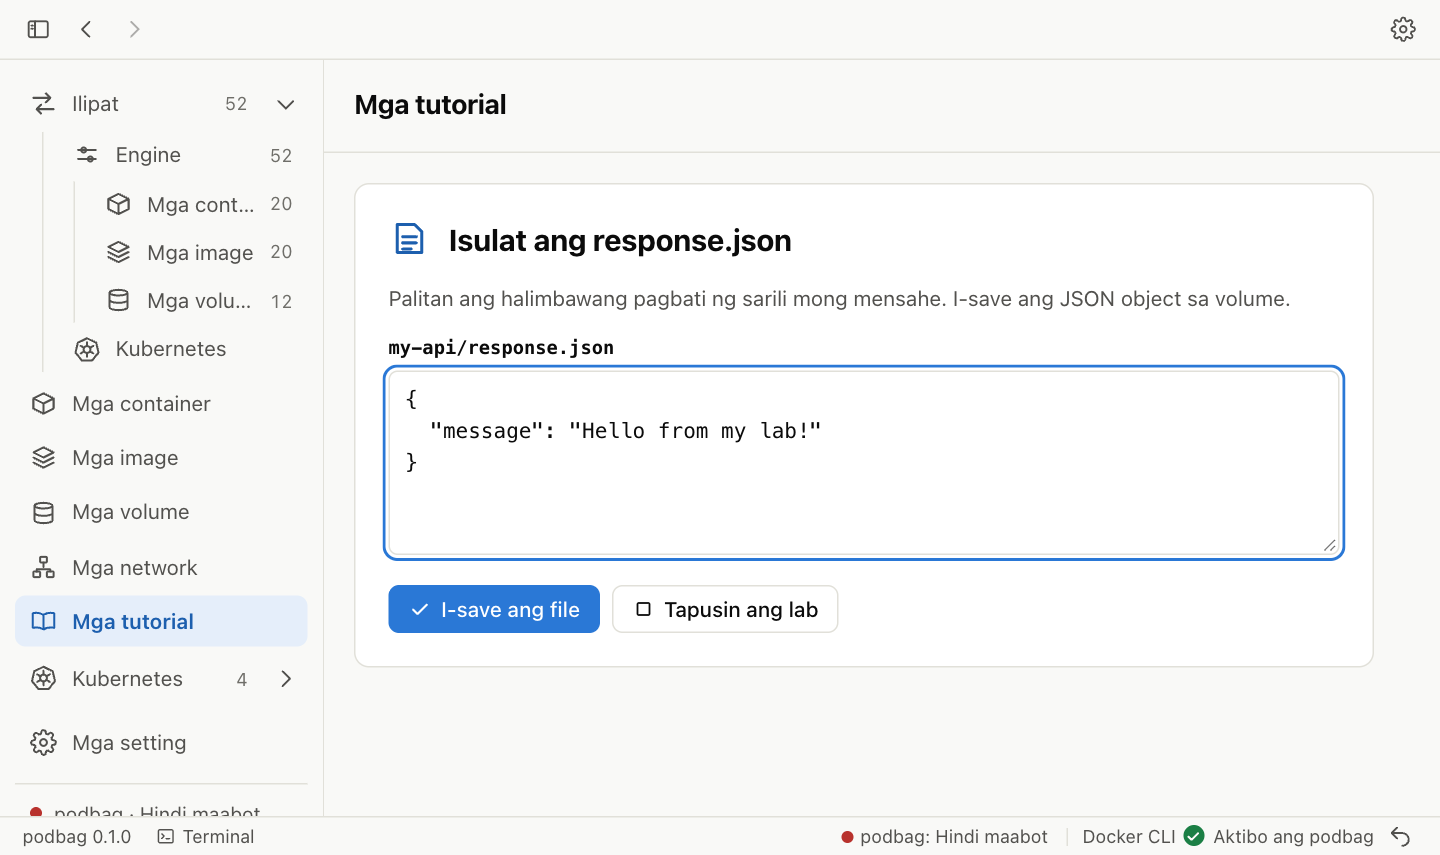 Ilipat 52
Engine 52
Mga cont... 20
Mga image 20
Mga volu... 12
Kubernetes
Mga container
Mga image
Mga volume
Mga network
Mga tutorial
Kubernetes 4
Mga setting
podbag · Hindi maabot
Mga tutorial
Isulat ang response.json
Palitan ang halimbawang pagbati ng sarili mong mensahe. I-save ang JSON object sa volume.
my-api/response.json
{
  "message": "Hello from my lab!"
}
I-save ang file
Tapusin ang lab
podbag 0.1.0
Terminal
podbag: Hindi maabot
Docker CLI
Aktibo ang podbag